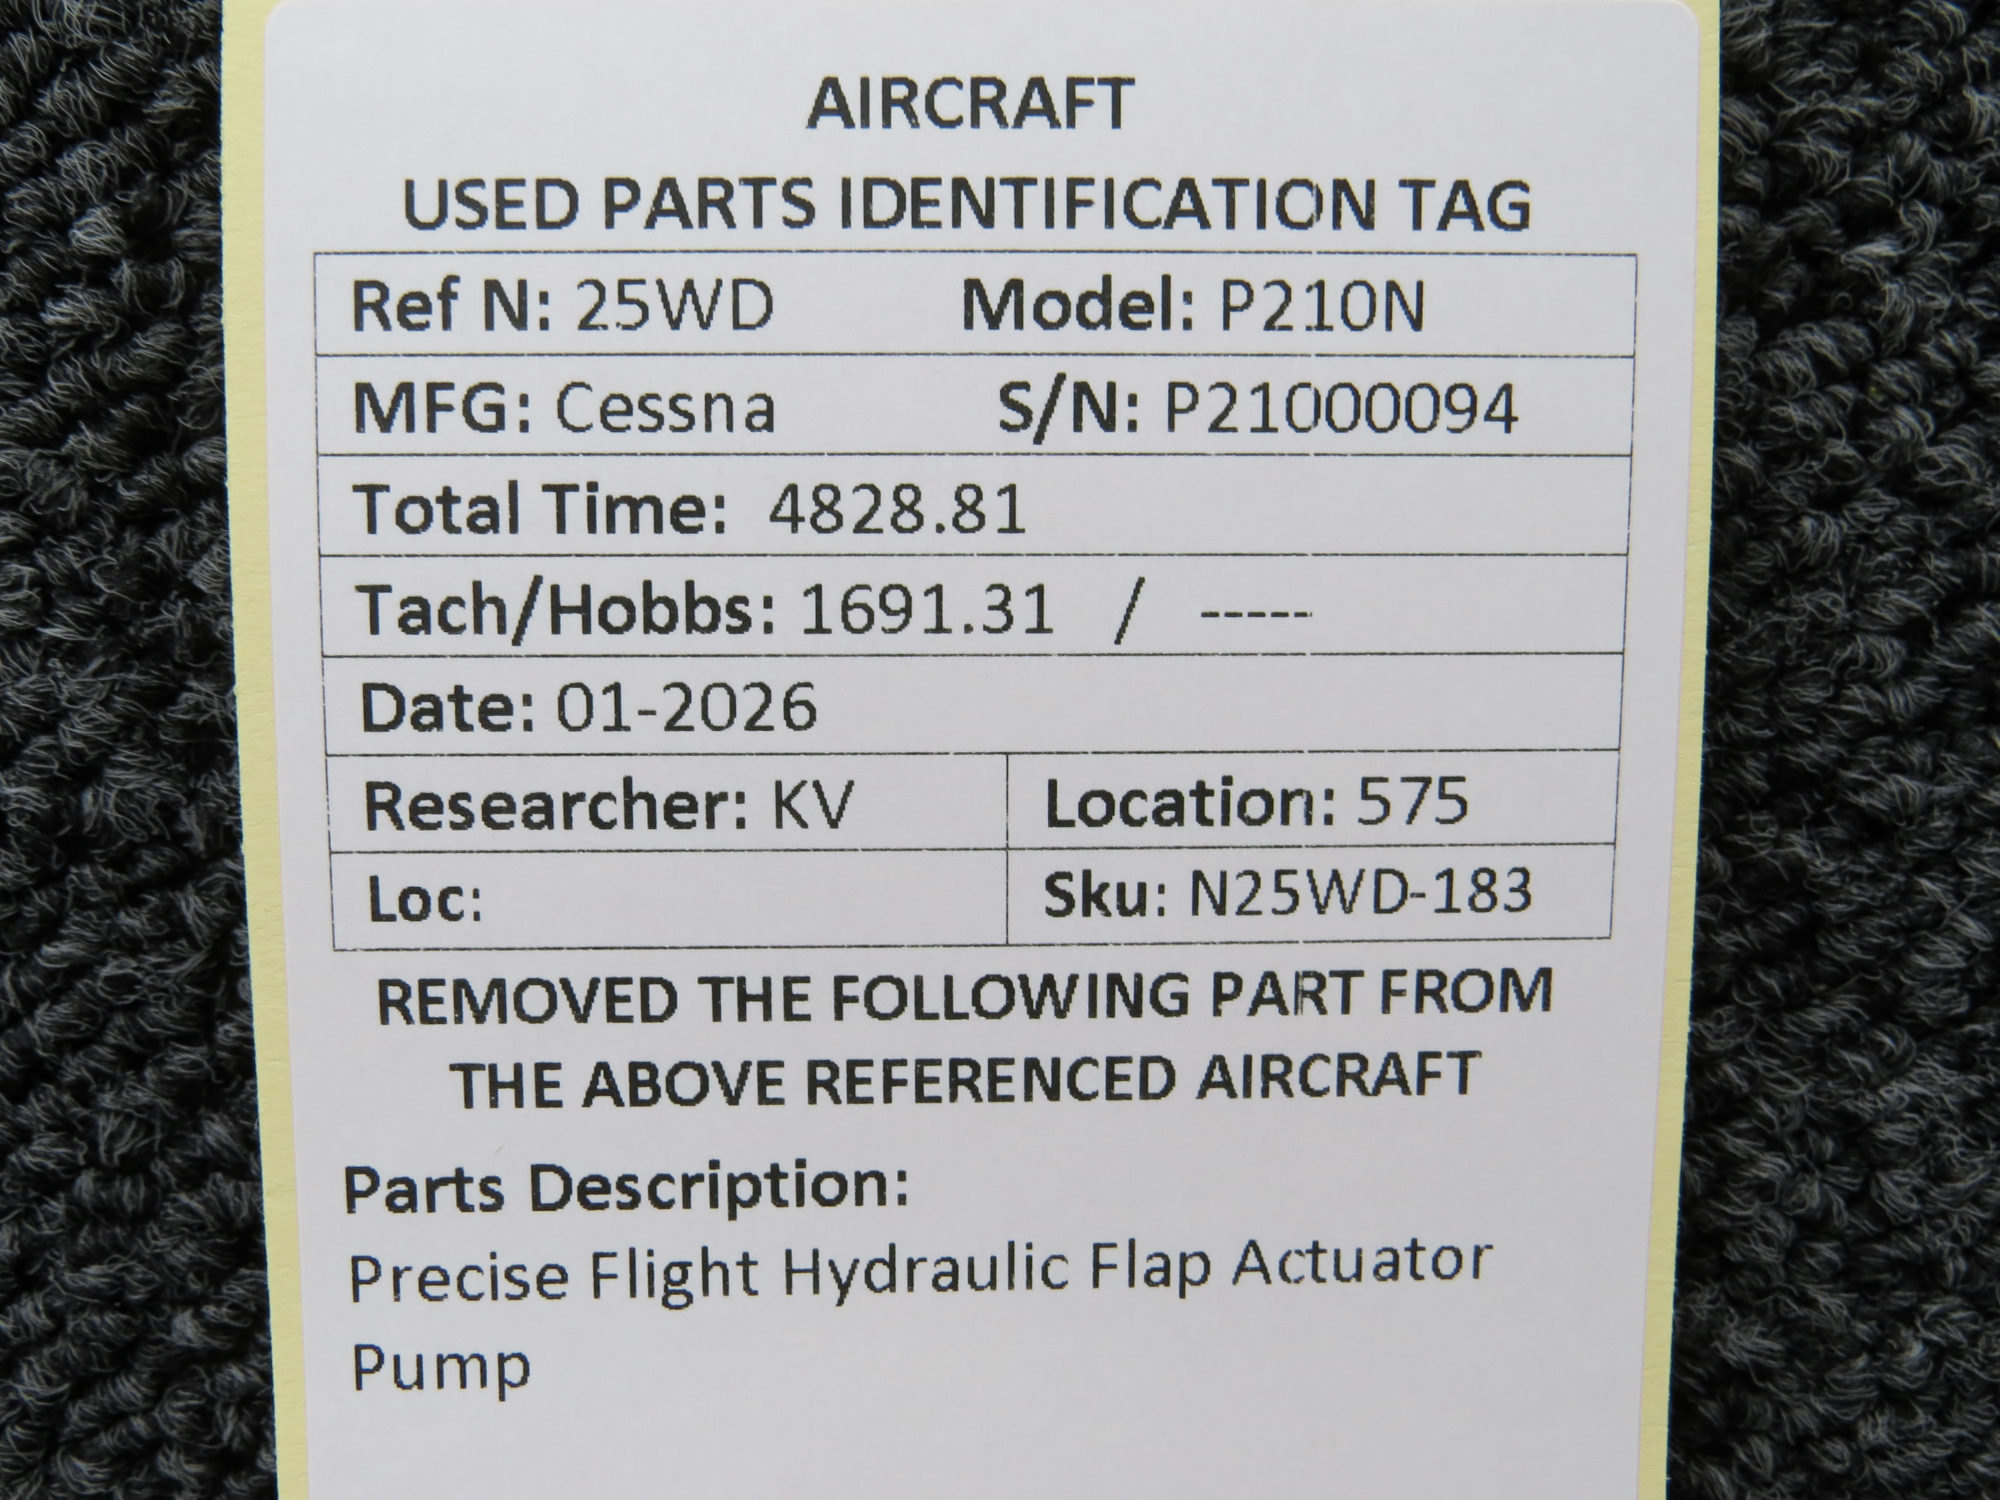 AIRCRAFT
USED PARTS IDENTIFICATION TAG
Ref N: 25WD Model: P210N
MFG: Cessna S/N: P21000094
Total Time: 4828.81
Tach/Hobbs: 1691.31 / -----
Date: 01-2026
Researcher: KV Location: 575
Loc: Sku: N25WD-183
REMOVED THE FOLLOWING PART FROM
THE ABOVE REFERENCED AIRCRAFT
Parts Description:
Precise Flight Hydraulic Flap Actuator
Pump